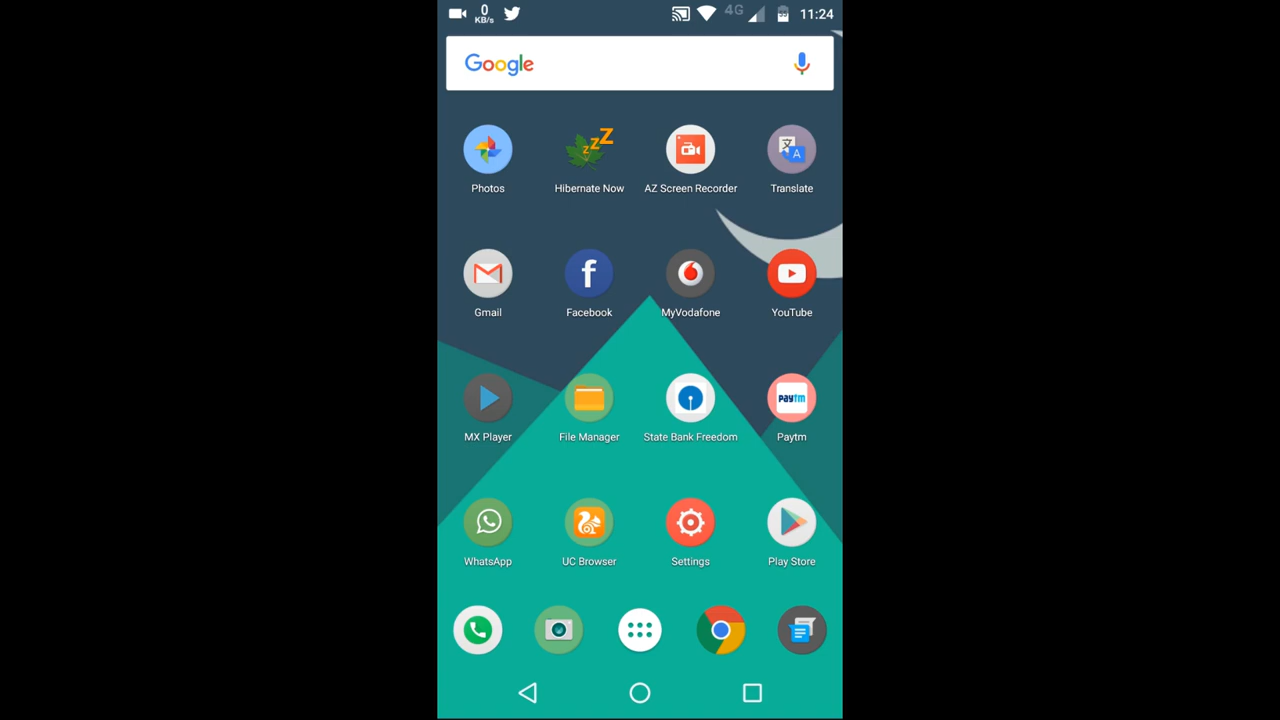 0
KB/s
4G
11:24
Google
Photos
Hibernate Now
AZ Screen Recorder
Translate
Gmail
Facebook
MyVodafone
YouTube
MX Player
File Manager
State Bank Freedom
Paytm
WhatsApp
UC Browser
Settings
Play Store